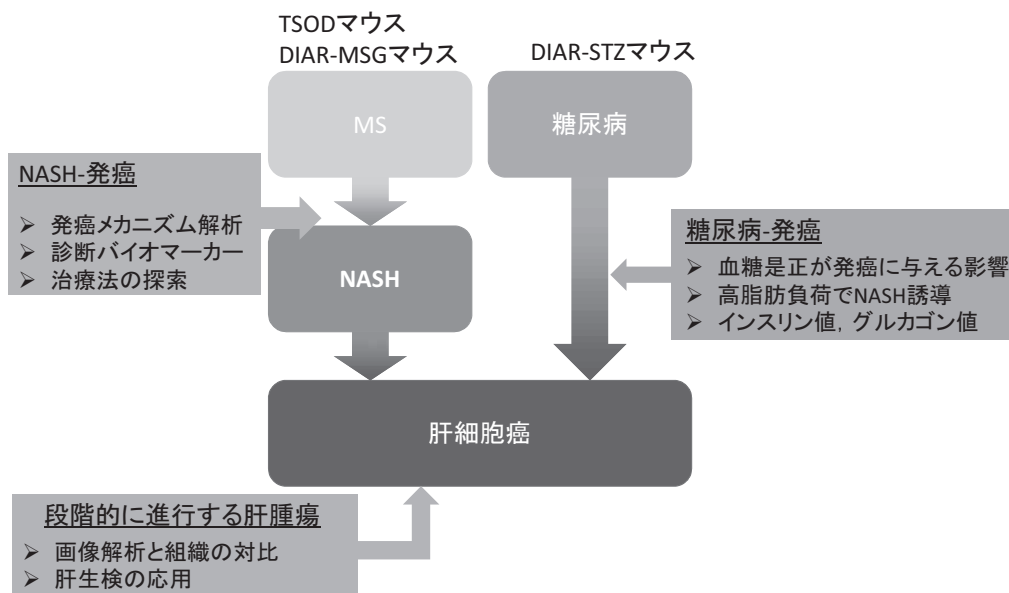 TSODマウス
DIAR-MSGマウス
DIAR-STZマウス
MS
糖尿病
NASH-発癌
➢ 発癌メカニズム解析
➢ 診断バイオマーカー
➢ 治療法の探索
NASH
糖尿病-発癌
➢ 血糖是正が発癌に与える影響
➢ 高脂肪負荷でNASH誘導
➢ インスリン値，グルカゴン値
肝細胞癌
段階的に進行する肝腫瘍
➢ 画像解析と組織の対比
➢ 肝生検の応用